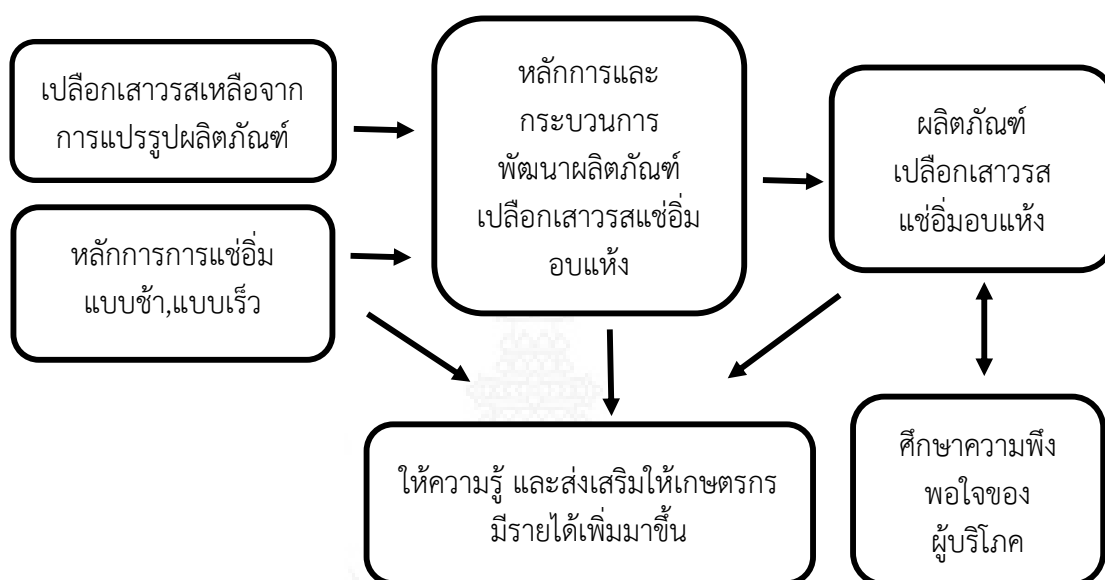 เปลือกเสาวรสเหลือจาก
การแปรรูปผลิตภัณฑ์
หลักการการแช่อิ่ม
แบบช้า,แบบเร็ว
หลักการและ
กระบวนการ
พัฒนาผลิตภัณฑ์
เปลือกเสาวรสแช่อิ่ม
อบแห้ง
ผลิตภัณฑ์
เปลือกเสาวรส
แช่อิ่มอบแห้ง
ให้ความรู้ และส่งเสริมให้เกษตรกร
มีรายได้เพิ่มมาขึ้น
ศึกษาความพึง
พอใจของ
ผู้บริโภค